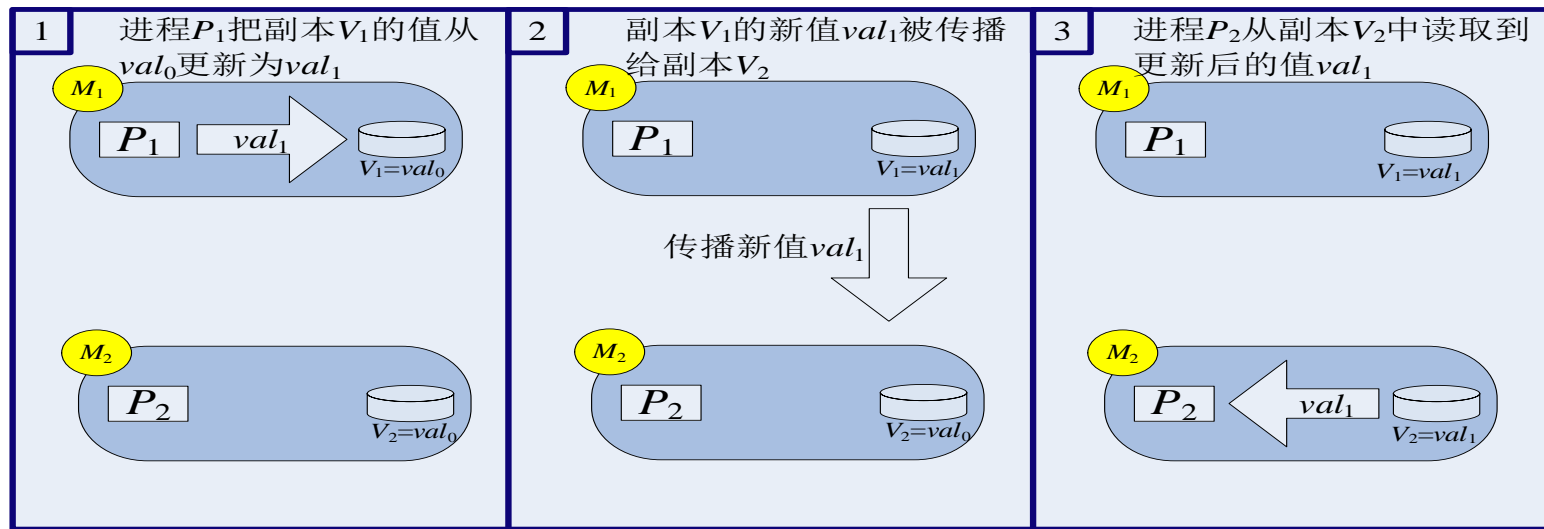 1
进程P₁把副本V₁的值从
val₀更新为val₁
M₁
P₁
val₁
V₁=val₀
M₂
P₂
V₂=val₀
2
副本V₁的新值val₁被传播
给副本V₂
M₁
P₁
V₁=val₁
传播新值val₁
M₂
P₂
V₂=val₀
3
进程P₂从副本V₂中读取到
更新后的值val₁
M₁
P₁
V₁=val₁
M₂
P₂
val₁
V₂=val₁